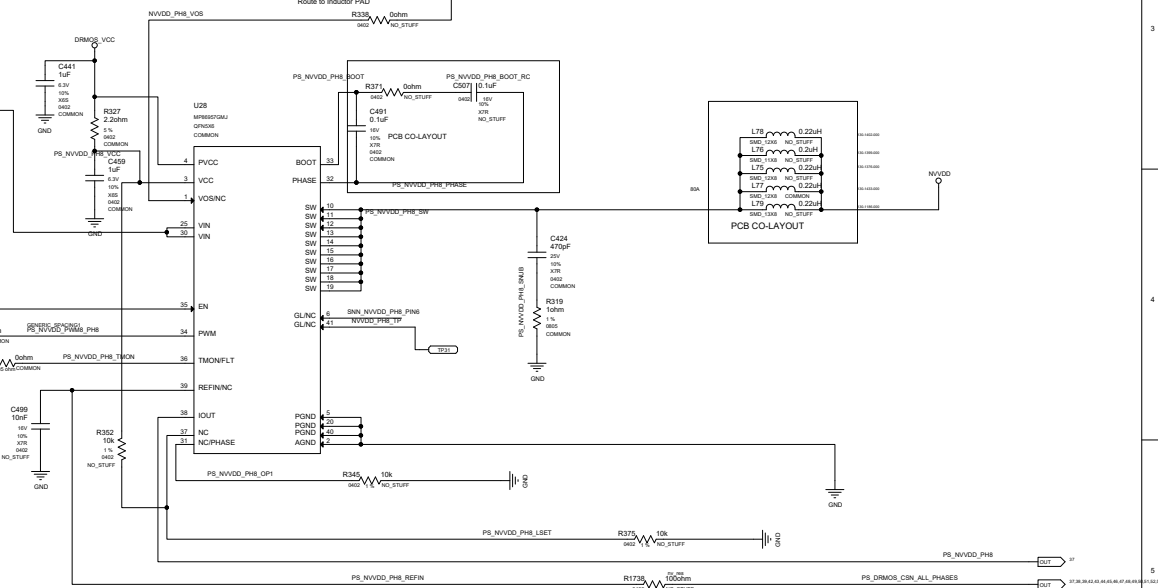 Route to Inductor PAD
NVVDD_PH8_VOS
R338
0ohm
0402
NO_STUFF
3
DRMOS_VCC
C441
1uF
6.3V
10%
X6S
0402
COMMON
GND
R327
2.2ohm
5 %
0402
COMMON
PS_NVVDD_PH8_VCC
C459
1uF
6.3V
10%
X6S
0402
COMMON
GND
U28
MP86957GMJ
QFN5X6
COMMON
PS_NVVDD_PH8_BOOT
R371
0ohm
0402
NO_STUFF
PS_NVVDD_PH8_BOOT_RC
C507
0.1uF
0402
16V
10%
X7R
NO_STUFF
C491
0.1uF
16V
10%
X7R
0402
COMMON
PCB CO-LAYOUT
PS_NVVDD_PH8_PHASE
4 PVCC
3 VCC
1 VOS/NC
25 VIN
30 VIN
35 EN
34 PWM
36 TMON/FLT
39 REFIN/NC
38 IOUT
37 NC
31 NC/PHASE
BOOT 33
PHASE 32
SW 10
SW 11
SW 12
SW 13
SW 14
SW 15
SW 16
SW 17
SW 18
SW 19
GL/NC 6
GL/NC 41
PGND 5
PGND 20
PGND 40
AGND 2
PS_NVVDD_PH8_SW
SNN_NVVDD_PH8_PIN6
NVVDD_PH8_TP
TP31
C424
470pF
25V
10%
X7R
0402
COMMON
PS_NVVDD_PH8_SNUB
R319
1ohm
1 %
0805
COMMON
GND
80A
L78 0.22uH
SMD_12X8 NO_STUFF
L76 0.2uH
SMD_11X8 NO_STUFF
L75 0.22uH
SMD_12X8 NO_STUFF
L77 0.22uH
SMD_12X8 COMMON
L79 0.22uH
SMD_13X8 NO_STUFF
PCB CO-LAYOUT
NVVDD
4
GENERIC_SPACING1
PS_NVVDD_PWM8_PH8
0ohm
COMMON
PS_NVVDD_PH8_TMON
C499
10nF
16V
10%
X7R
0402
NO_STUFF
GND
R352
10k
1 %
0402
NO_STUFF
PS_NVVDD_PH8_OP1
R345
10k
0402
1 %
NO_STUFF
GND
GND
PS_NVVDD_PH8_LSET
R375
10k
0402
1 %
NO_STUFF
GND
PS_NVVDD_PH8
OUT
37
PS_NVVDD_PH8_REFIN
R1738
100ohm
PS_DRMOS_CSN_ALL_PHASES
OUT
5